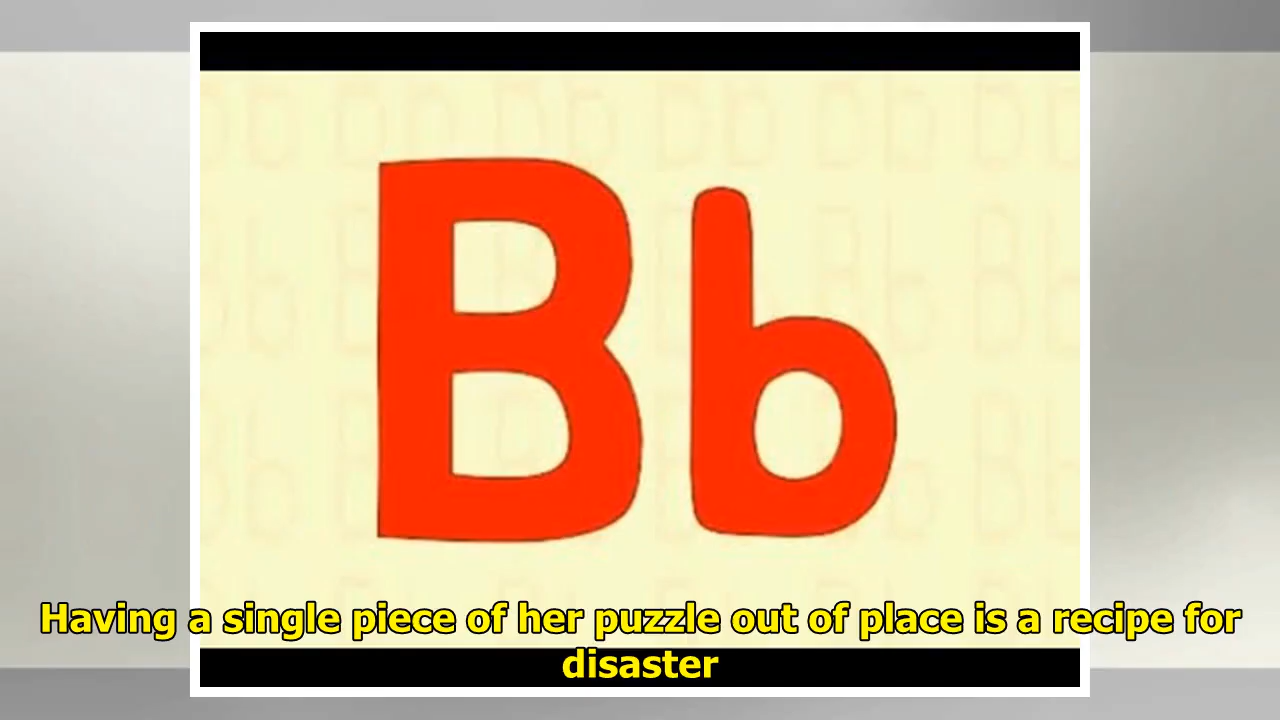 Bb
Having a single piece of her puzzle out of place is a recipe for
disaster